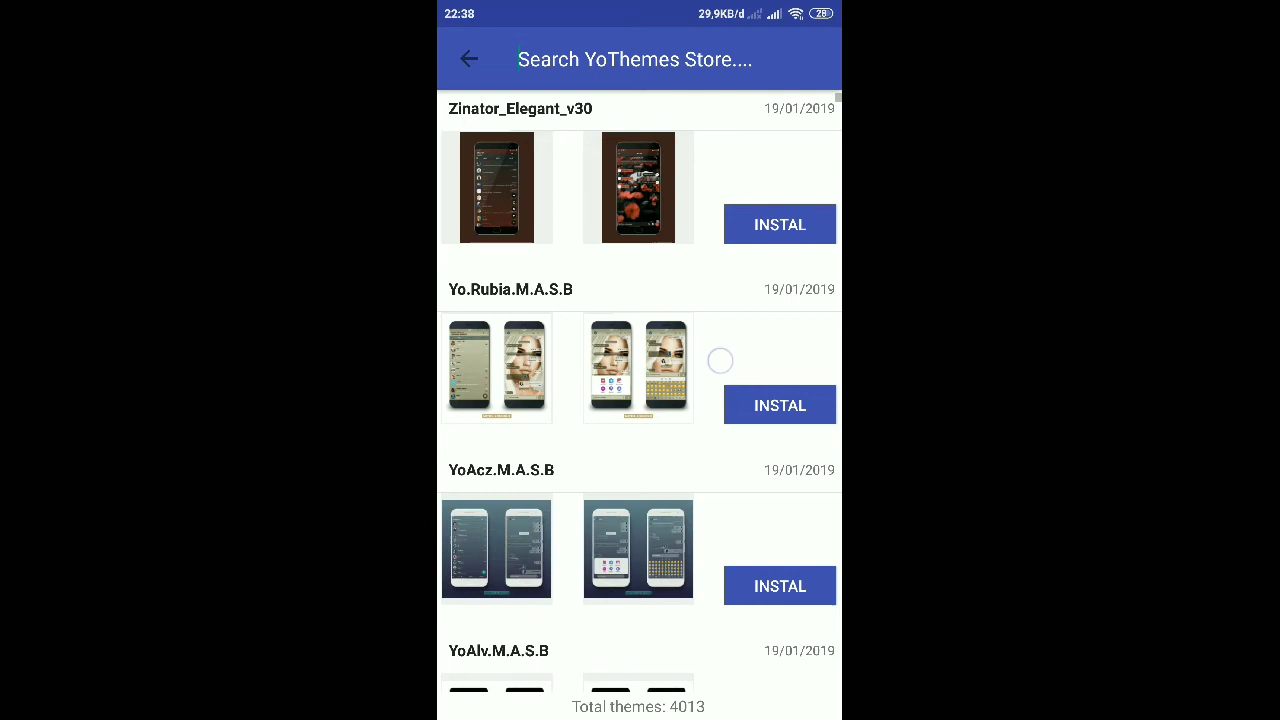 22:38
29,9KB/d
28
Search YoThemes Store....
Zinator_Elegant_v30
19/01/2019
INSTAL
Yo.Rubia.M.A.S.B
19/01/2019
INSTAL
YoAcz.M.A.S.B
19/01/2019
INSTAL
YoAlv.M.A.S.B
19/01/2019
Total themes: 4013